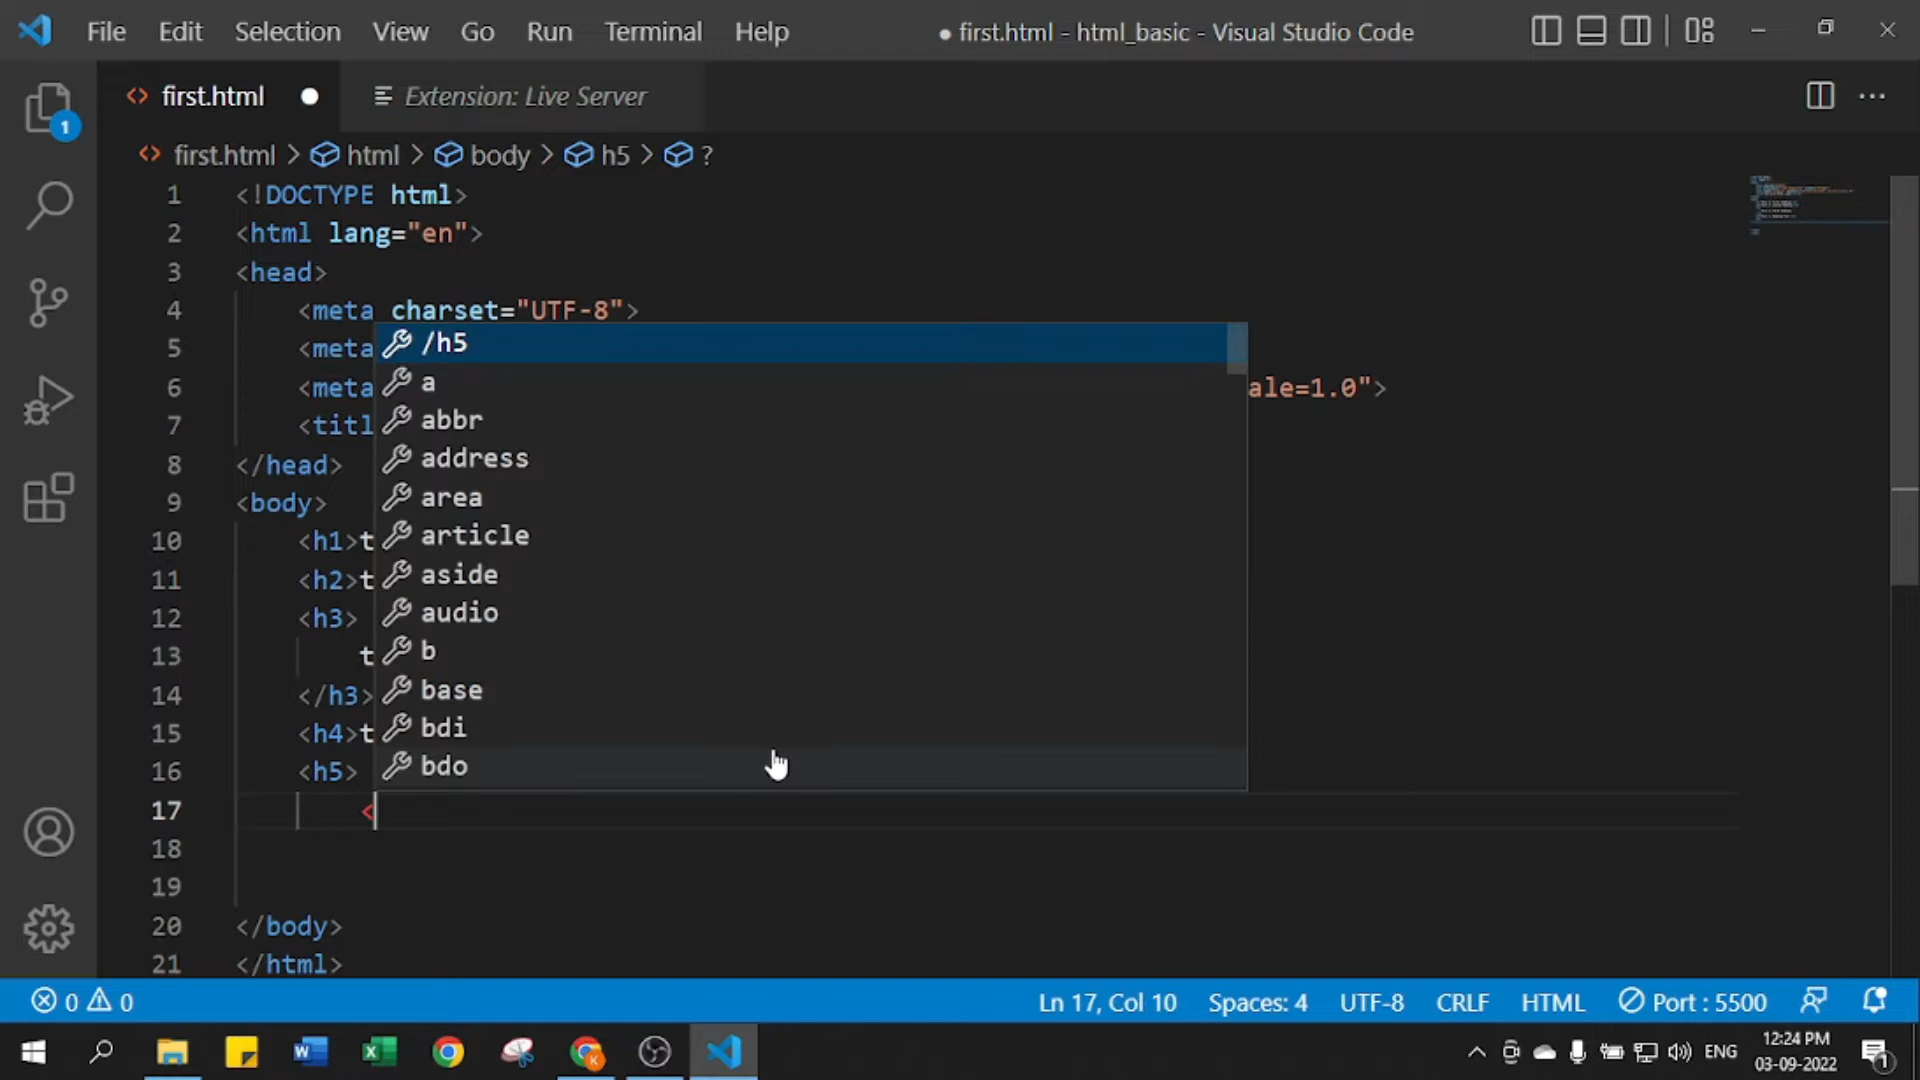 File Edit Selection View Go Run Terminal Help ● first.html - html_basic - Visual Studio Code
<> first.html ● Extension: Live Server ···
1
<> first.html > html > body > h5 > ?
1 <!DOCTYPE html>
2 <html lang="en">
3 <head>
4 <meta charset="UTF-8">
5 <meta
6 <meta ale=1.0">
7 <titl
8 </head>
9 <body>
10 <h1>t
11 <h2>t
12 <h3>
13 t
14 </h3>
15 <h4>t
16 <h5>
17 <
18
19
20 </body>
21 </html>
/h5
a
abbr
address
area
article
aside
audio
b
base
bdi
bdo
0 0 Ln 17, Col 10 Spaces: 4 UTF-8 CRLF HTML Port : 5500
W X K ENG 12:24 PM 1
03-09-2022